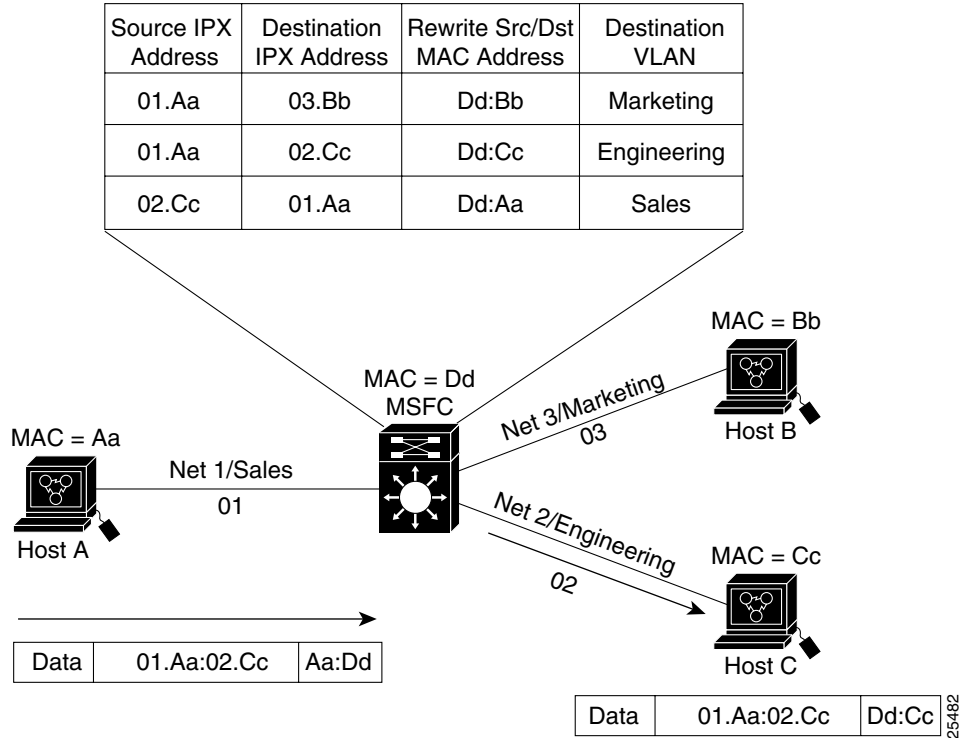 Source IPX Address
Destination IPX Address
Rewrite Src/Dst MAC Address
Destination VLAN
01.Aa 03.Bb Dd:Bb Marketing
01.Aa 02.Cc Dd:Cc Engineering
02.Cc 01.Aa Dd:Aa Sales
MAC = Bb
MAC = Dd
MSFC
Net 3/Marketing
03
Host B
MAC = Aa
Net 1/Sales
01
Host A
Net 2/Engineering
02
MAC = Cc
Host C
Data 01.Aa:02.Cc Aa:Dd
Data 01.Aa:02.Cc Dd:Cc
25482